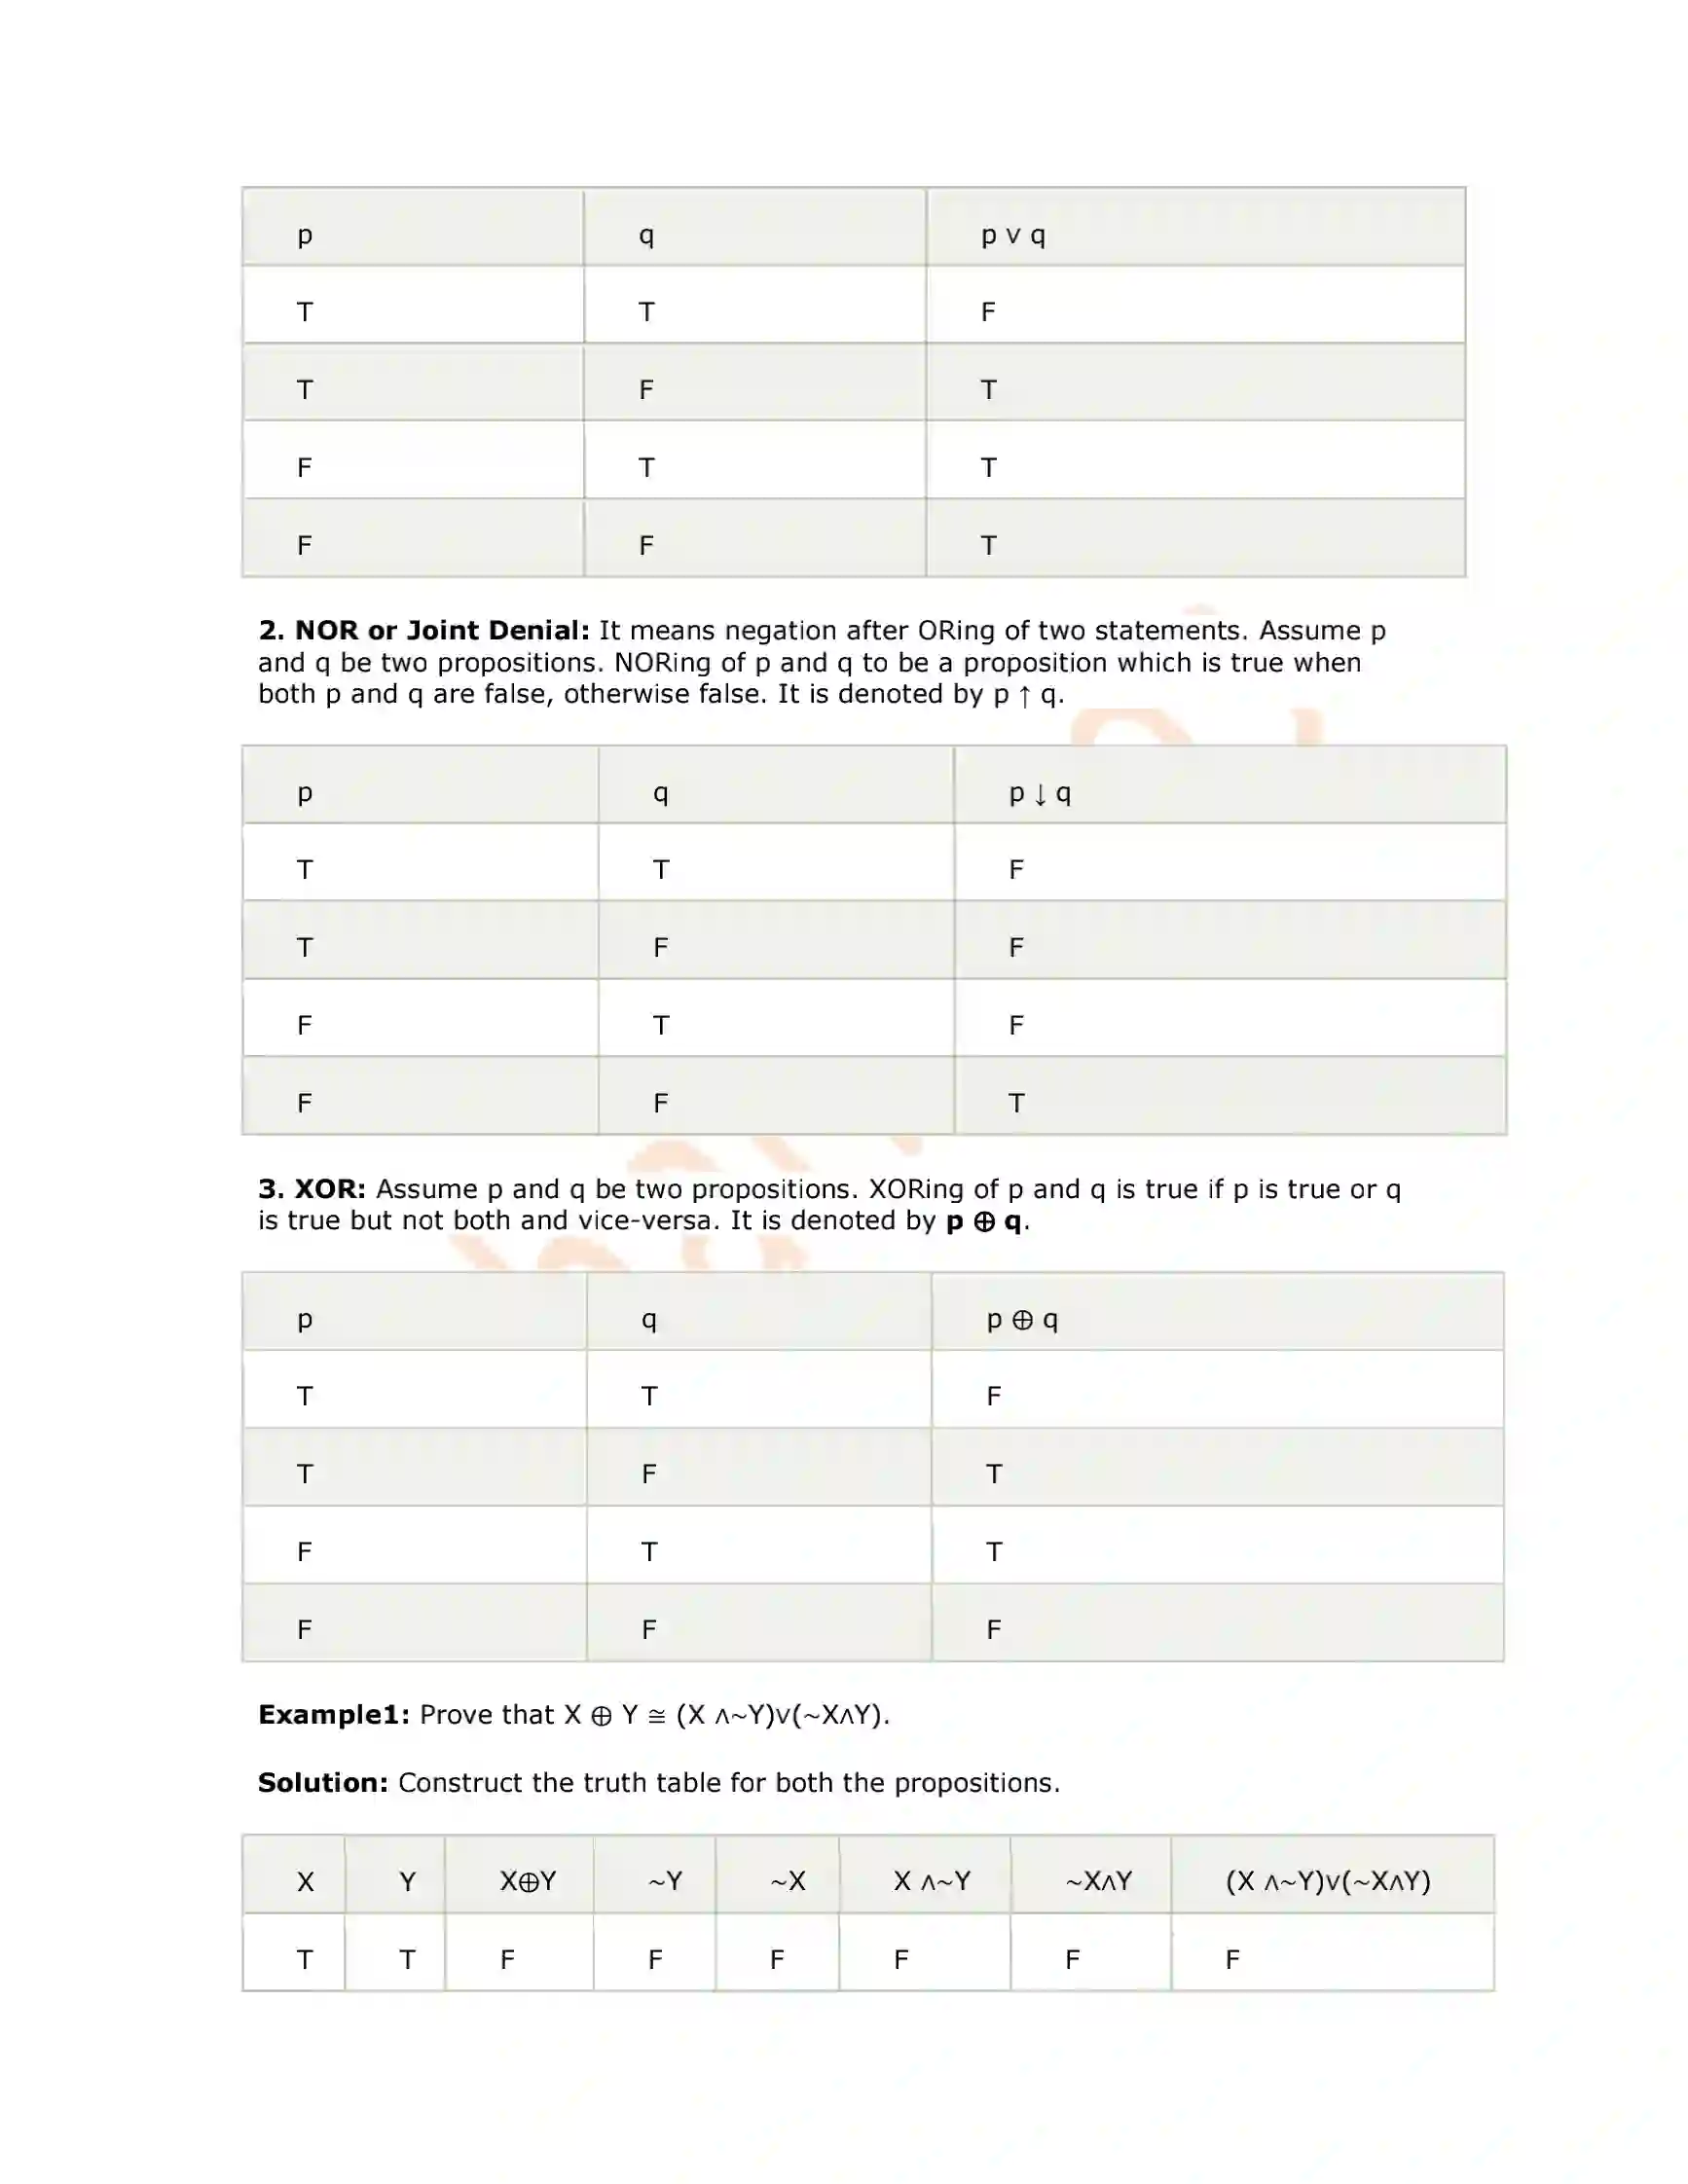 p q p ∨ q
T T F
T F T
F T T
F F T
2. NOR or Joint Denial: It means negation after ORing of two statements. Assume p
and q be two propositions. NORing of p and q to be a proposition which is true when
both p and q are false, otherwise false. It is denoted by p ↑ q.
p q p ↓ q
T T F
T F F
F T F
F F T
3. XOR: Assume p and q be two propositions. XORing of p and q is true if p is true or q
is true but not both and vice-versa. It is denoted by p ⨁ q.
p q p ⨁ q
T T F
T F T
F T T
F F F
Example1: Prove that X ⨁ Y ≅ (X ∧~Y)∨(~X∧Y).
Solution: Construct the truth table for both the propositions.
X Y X⨁Y ~Y ~X X ∧~Y ~X∧Y (X ∧~Y)∨(~X∧Y)
T T F F F F F F